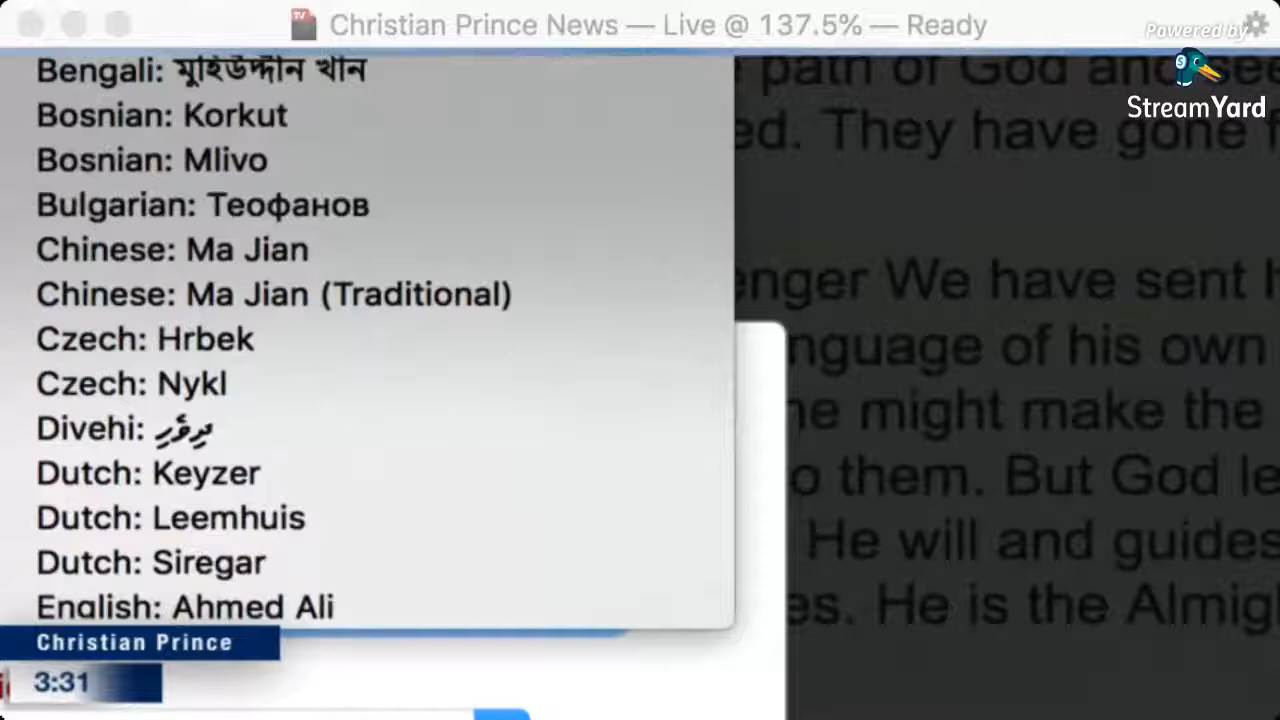 Christian Prince News — Live @ 137.5% — Ready
Powered by
StreamYard
Bengali: মুহিউদ্দীন খান
Bosnian: Korkut
Bosnian: Mlivo
Bulgarian: Теофанов
Chinese: Ma Jian
Chinese: Ma Jian (Traditional)
Czech: Hrbek
Czech: Nykl
Divehi: ދިވެހި
Dutch: Keyzer
Dutch: Leemhuis
Dutch: Siregar
English: Ahmed Ali
path of God and
ed. They have gone
enger We have sent
nguage of his own
he might make the
o them. But God le
He will and guides
es. He is the Almig
Christian Prince
3:31